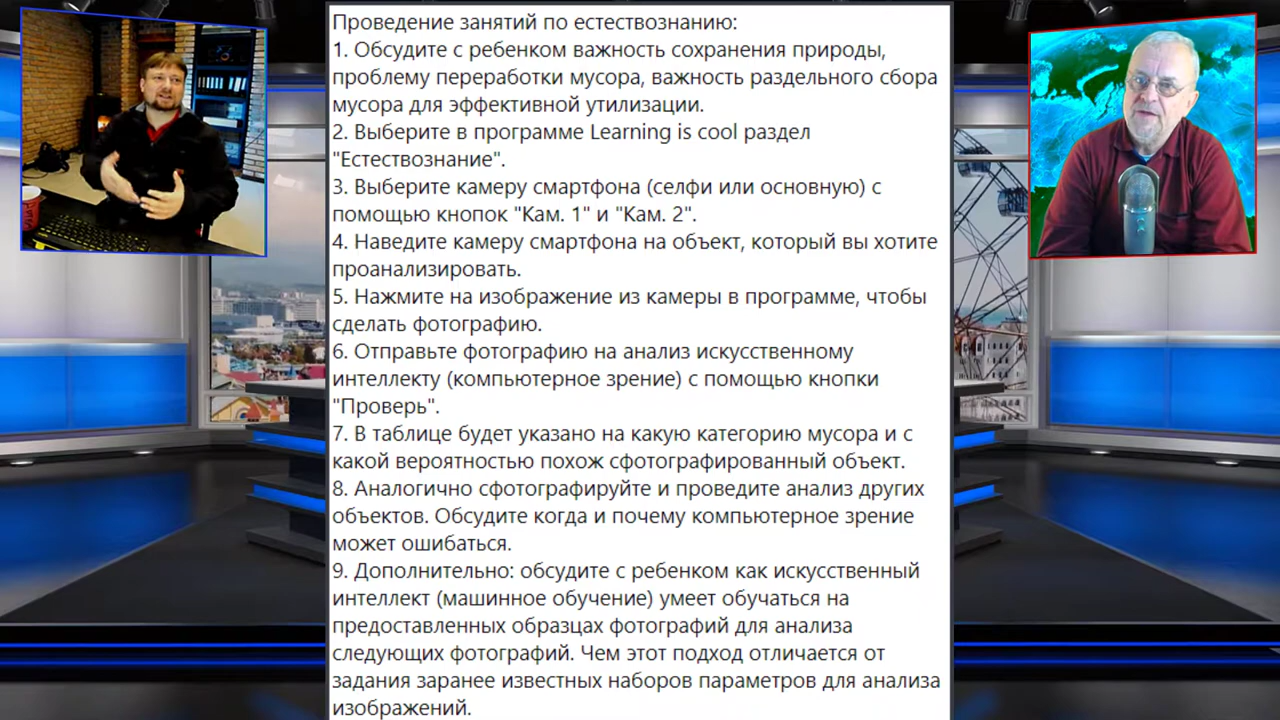 Проведение занятий по естествознанию:
1. Обсудите с ребенком важность сохранения природы,
проблему переработки мусора, важность раздельного сбора
мусора для эффективной утилизации.
2. Выберите в программе Learning is cool раздел
"Естествознание".
3. Выберите камеру смартфона (селфи или основную) с
помощью кнопок "Кам. 1" и "Кам. 2".
4. Наведите камеру смартфона на объект, который вы хотите
проанализировать.
5. Нажмите на изображение из камеры в программе, чтобы
сделать фотографию.
6. Отправьте фотографию на анализ искусственному
интеллекту (компьютерное зрение) с помощью кнопки
"Проверь".
7. В таблице будет указано на какую категорию мусора и с
какой вероятностью похож сфотографированный объект.
8. Аналогично сфотографируйте и проведите анализ других
объектов. Обсудите когда и почему компьютерное зрение
может ошибаться.
9. Дополнительно: обсудите с ребенком как искусственный
интеллект (машинное обучение) умеет обучаться на
предоставленных образцах фотографий для анализа
следующих фотографий. Чем этот подход отличается от
задания заранее известных наборов параметров для анализа
изображений.